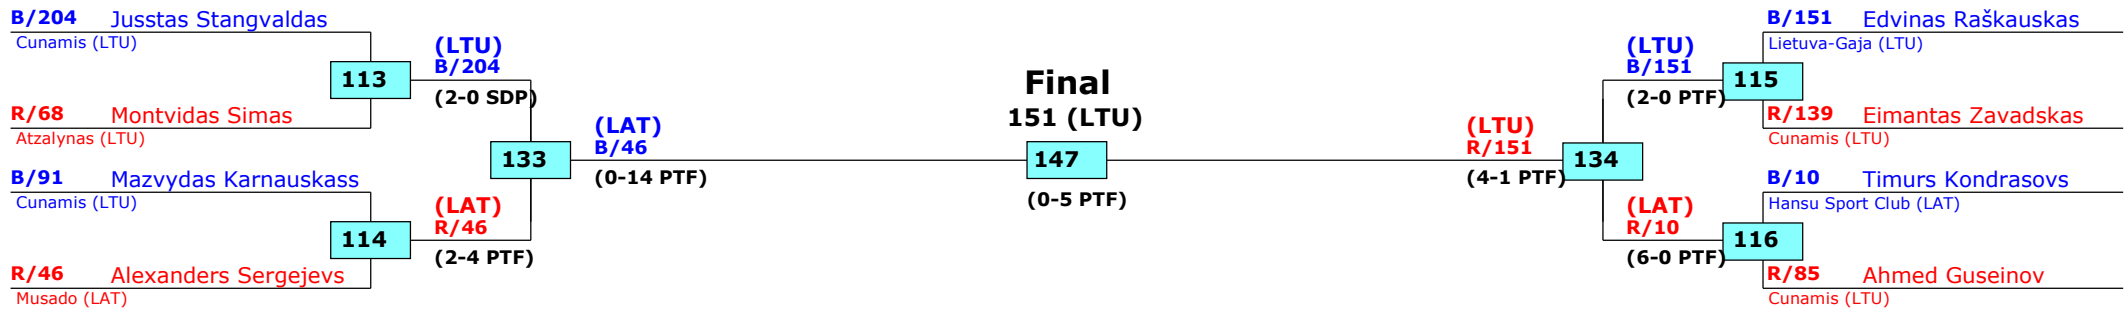 B/204 Jusstas Stangvaldas
Cunamis (LTU)
113
(LTU)
B/204
(2-0 SDP)
R/68 Montvidas Simas
Atzalynas (LTU)
133
(LAT)
B/46
(0-14 PTF)
B/91 Mazvydas Karnauskass
Cunamis (LTU)
114
(LAT)
R/46
(2-4 PTF)
R/46 Alexanders Sergejevs
Musado (LAT)
Final
151 (LTU)
147
(0-5 PTF)
B/151 Edvinas Raškauskas
Lietuva-Gaja (LTU)
(LTU)
B/151
(2-0 PTF)
115
R/139 Eimantas Zavadskas
Cunamis (LTU)
(LTU)
R/151
(4-1 PTF)
134
B/10 Timurs Kondrasovs
Hansu Sport Club (LAT)
(LAT)
R/10
(6-0 PTF)
116
R/85 Ahmed Guseinov
Cunamis (LTU)